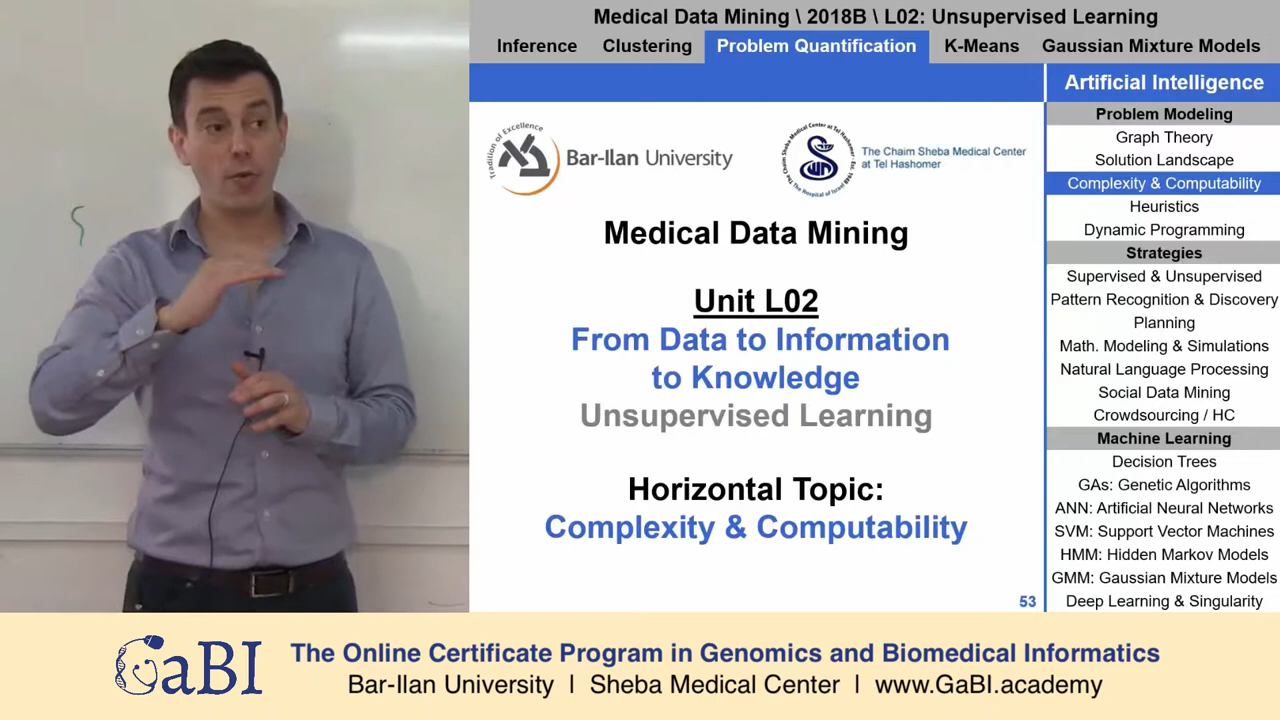 Medical Data Mining \ 2018B \ L02: Unsupervised Learning
Inference Clustering Problem Quantification K-Means Gaussian Mixture Models
Artificial Intelligence
Problem Modeling
Graph Theory
Solution Landscape
Complexity & Computability
Heuristics
Dynamic Programming
Strategies
Supervised & Unsupervised
Pattern Recognition & Discovery
Planning
Math. Modeling & Simulations
Natural Language Processing
Social Data Mining
Crowdsourcing / HC
Machine Learning
Decision Trees
GAs: Genetic Algorithms
ANN: Artificial Neural Networks
SVM: Support Vector Machines
HMM: Hidden Markov Models
GMM: Gaussian Mixture Models
Deep Learning & Singularity
Tradition of Excellence
Bar-Ilan University
The Chaim Sheba Medical Center
at Tel Hashomer
Medical Data Mining
Unit L02
From Data to Information
to Knowledge
Unsupervised Learning
Horizontal Topic:
Complexity & Computability
53
GaBI
The Online Certificate Program in Genomics and Biomedical Informatics
Bar-Ilan University | Sheba Medical Center | www.GaBI.academy